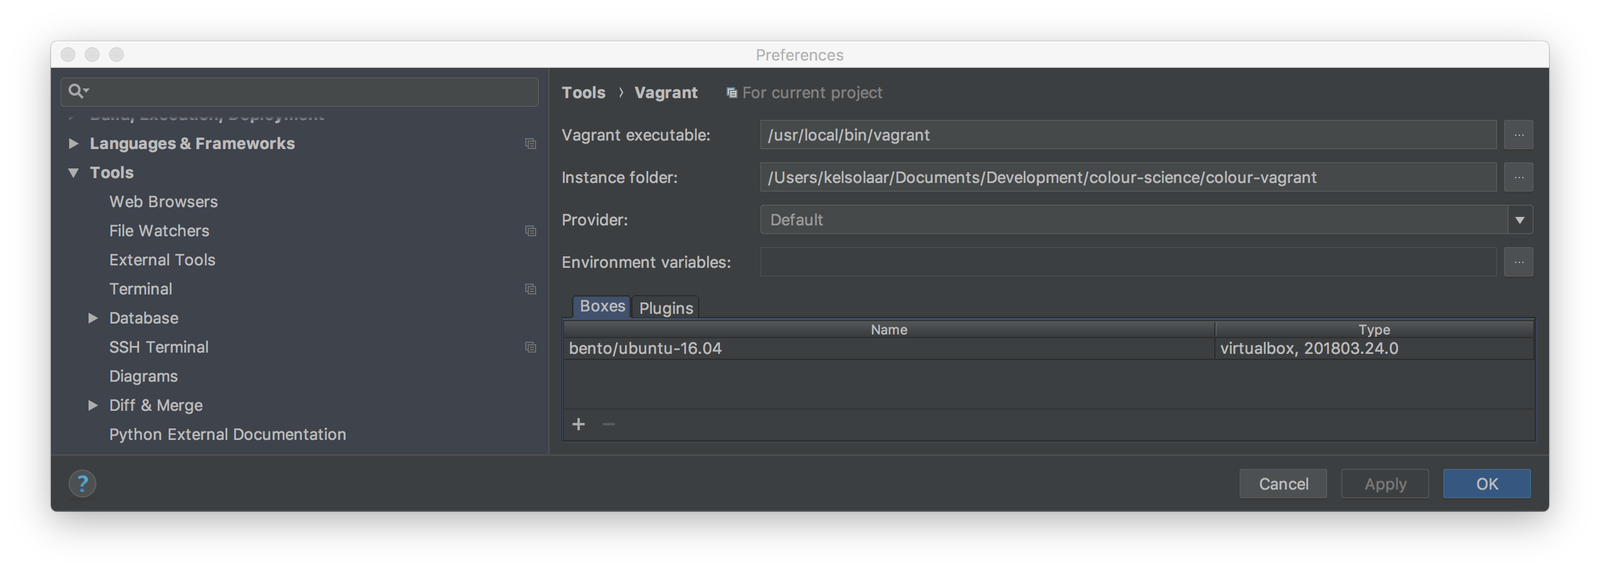 Preferences
Build, Execution, Deployment
Languages & Frameworks
Tools
Web Browsers
File Watchers
External Tools
Terminal
Database
SSH Terminal
Diagrams
Diff & Merge
Python External Documentation
?
Tools › Vagrant For current project
Vagrant executable: /usr/local/bin/vagrant ...
Instance folder: /Users/kelsolaar/Documents/Development/colour-science/colour-vagrant ...
Provider: Default
Environment variables: ...
Boxes Plugins
Name Type
bento/ubuntu-16.04 virtualbox, 201803.24.0
Cancel Apply OK